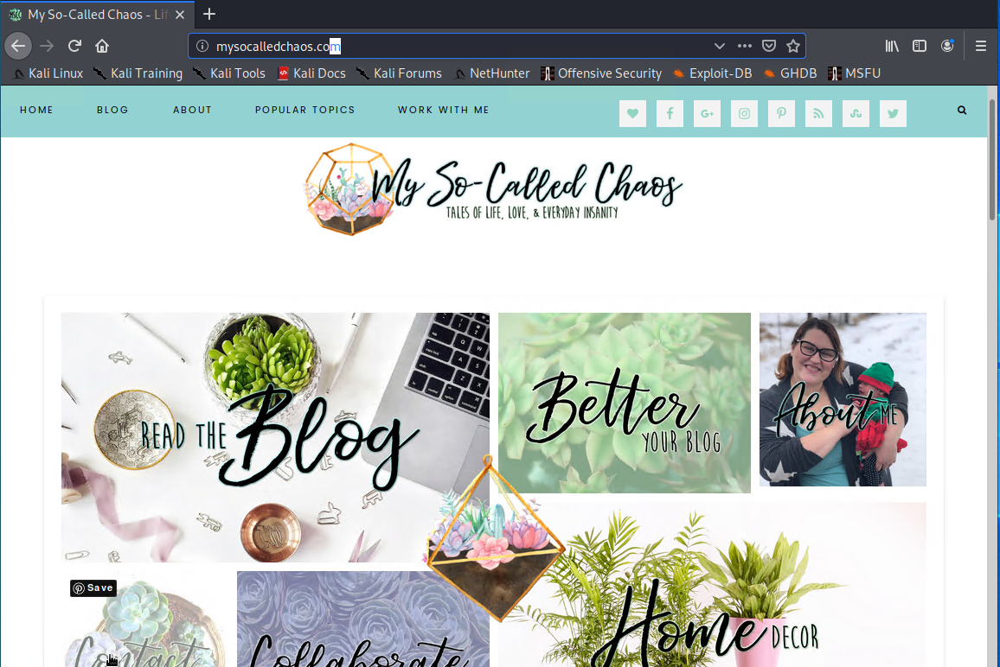 My So-Called Chaos - Lif
mysocalledchaos.com
Kali Linux Kali Training Kali Tools Kali Docs Kali Forums NetHunter Offensive Security Exploit-DB GHDB MSFU
HOME BLOG ABOUT POPULAR TOPICS WORK WITH ME
My So-Called Chaos
TALES OF LIFE, LOVE, & EVERYDAY INSANITY
READ THE Blog
Better
YOUR BLOG
About ME
Save
Contact
Collaborate
Home DECOR